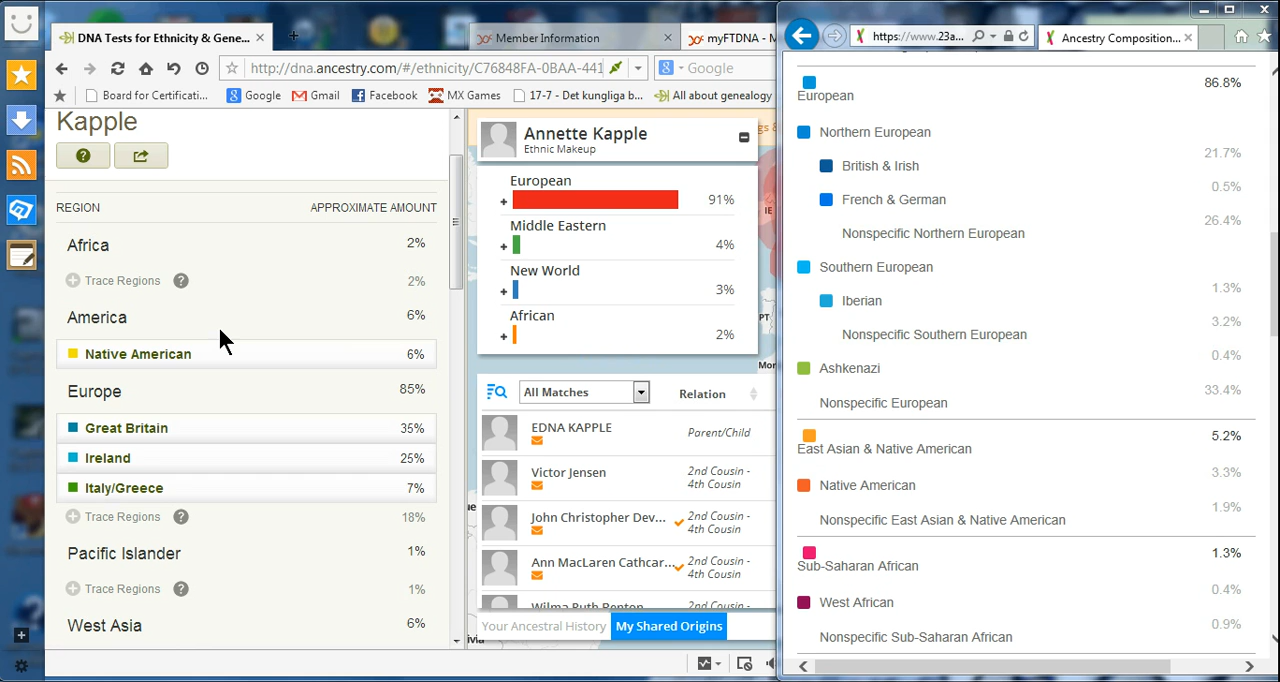 DNA Tests for Ethnicity & Gene...
Member Information
myFTDNA - M
https://www.23a...
Ancestry Composition...
http://dna.ancestry.com/#/ethnicity/C76848FA-0BAA-441
Google
Board for Certificati...
Google
Gmail
Facebook
MX Games
17-7 - Det kungliga b...
All about genealogy
Kapple
REGION APPROXIMATE AMOUNT
Africa 2%
Trace Regions 2%
America 6%
Native American 6%
Europe 85%
Great Britain 35%
Ireland 25%
Italy/Greece 7%
Trace Regions 18%
Pacific Islander 1%
Trace Regions 1%
West Asia 6%
Annette Kapple
Ethnic Makeup
European
91%
Middle Eastern
4%
New World
3%
African
2%
IE
PT
Mor
All Matches Relation
EDNA KAPPLE Parent/Child
Victor Jensen 2nd Cousin -
4th Cousin
John Christopher Dev... 2nd Cousin -
4th Cousin
Ann MacLaren Cathcar... 2nd Cousin -
4th Cousin
Wilma Ruth Benton 2nd Cousin -
Your Ancestral History My Shared Origins
ivia
European 86.8%
Northern European
21.7%
British & Irish
0.5%
French & German
26.4%
Nonspecific Northern European
Southern European
1.3%
Iberian
3.2%
Nonspecific Southern European
0.4%
Ashkenazi
33.4%
Nonspecific European
5.2%
East Asian & Native American
3.3%
Native American
1.9%
Nonspecific East Asian & Native American
1.3%
Sub-Saharan African
0.4%
West African
0.9%
Nonspecific Sub-Saharan African